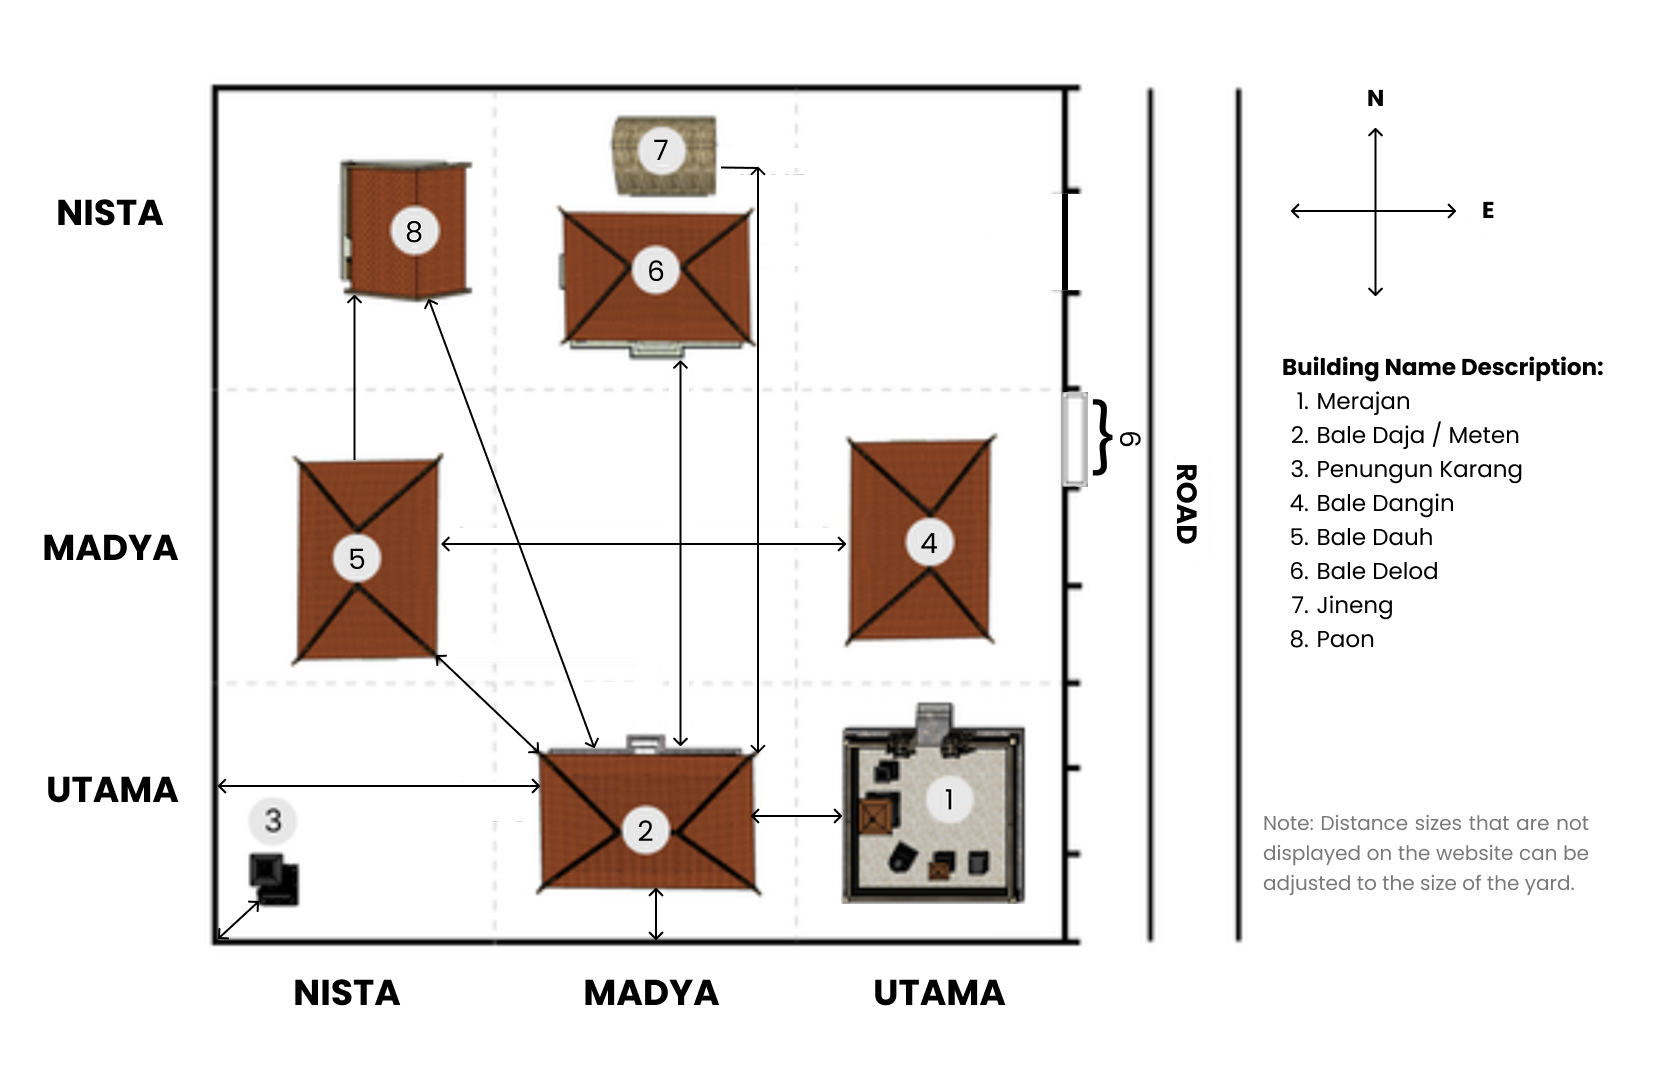 N
E
NISTA
MADYA
UTAMA
7
8
6
5
4
3
2
1
9
ROAD
NISTA
MADYA
UTAMA
Building Name Description:
1. Merajan
2. Bale Daja / Meten
3. Penungun Karang
4. Bale Dangin
5. Bale Dauh
6. Bale Delod
7. Jineng
8. Paon
Note: Distance sizes that are not
displayed on the website can be
adjusted to the size of the yard.